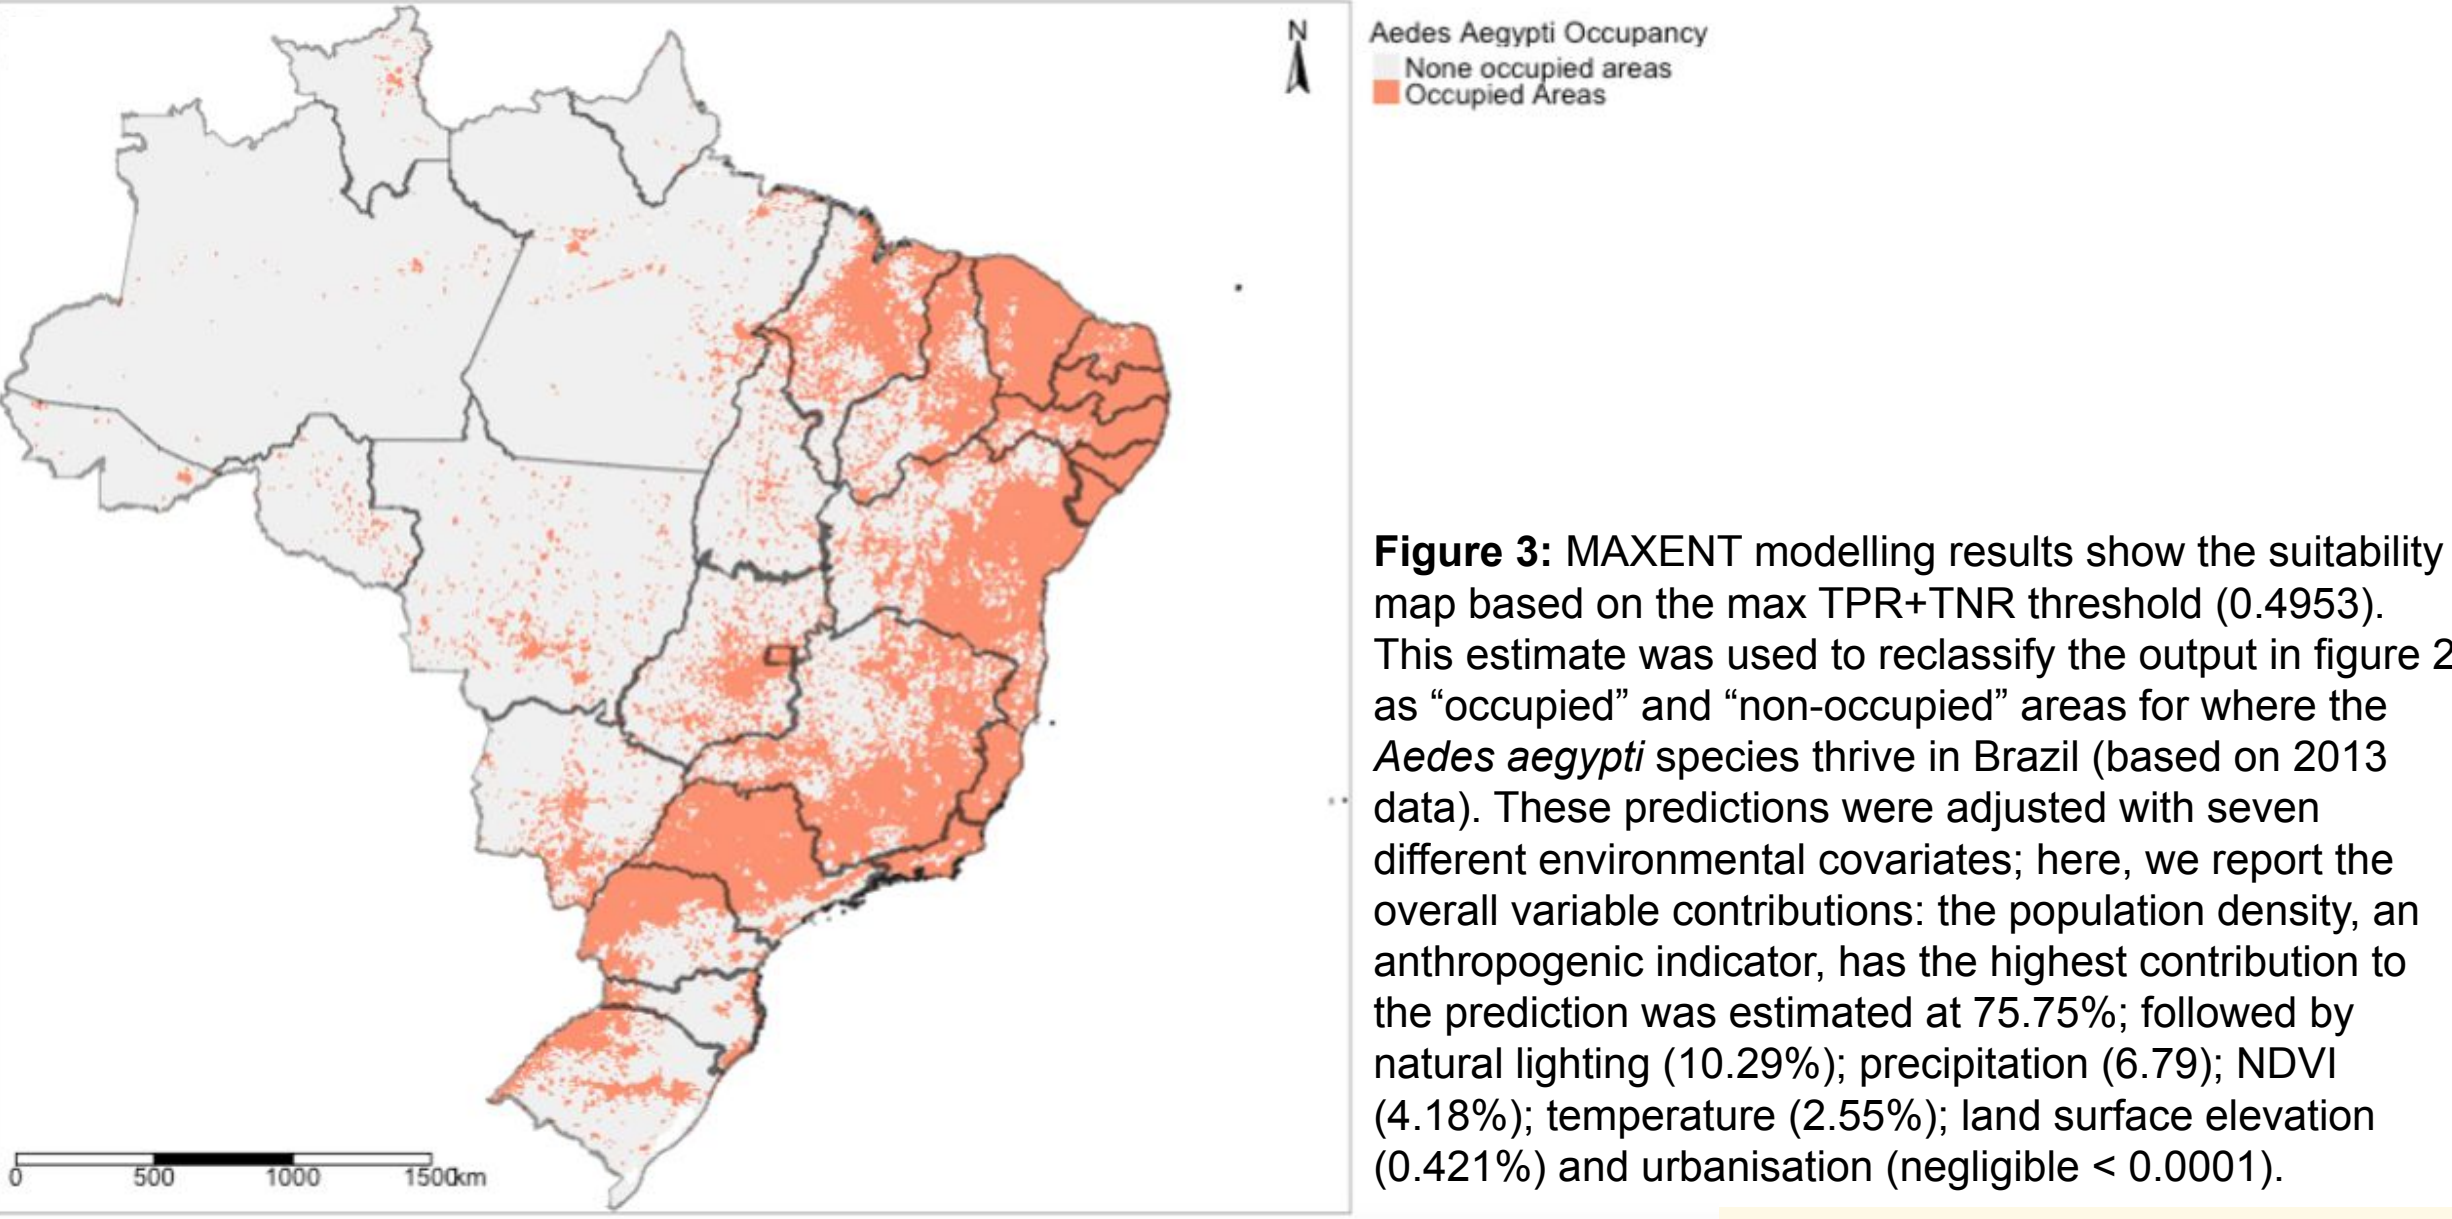 N
Aedes Aegypti Occupancy
None occupied areas
Occupied Areas
Figure 3: MAXENT modelling results show the suitability
map based on the max TPR+TNR threshold (0.4953).
This estimate was used to reclassify the output in figure 2
as “occupied” and “non-occupied” areas for where the
Aedes aegypti species thrive in Brazil (based on 2013
data). These predictions were adjusted with seven
different environmental covariates; here, we report the
overall variable contributions: the population density, an
anthropogenic indicator, has the highest contribution to
the prediction was estimated at 75.75%; followed by
natural lighting (10.29%); precipitation (6.79); NDVI
(4.18%); temperature (2.55%); land surface elevation
(0.421%) and urbanisation (negligible < 0.0001).
0 500 1000 1500km